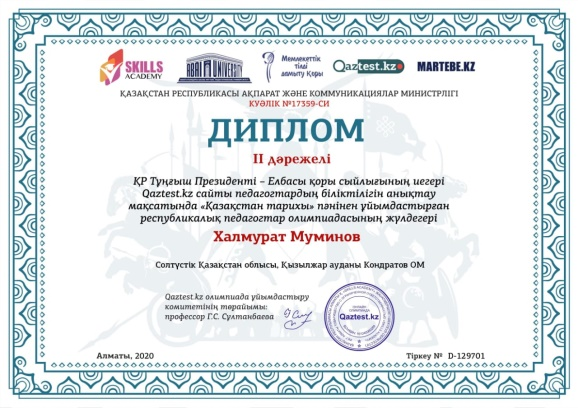 SKILLS
ACADEMY
ABAI UNIVERSITY
Мемлекеттік
тілді
дамыту Қоры
Qaztest.kz
MARTEBE.KZ
ҚАЗАҚСТАН РЕСПУБЛИКАСЫ АҚПАРАТ ЖӘНЕ КОММУНИКАЦИЯЛАР МИНИСТРЛІГІ
КУӘЛІК №17359-СИ
ДИПЛОМ
II дәрежелі
ҚР Тұңғыш Президенті – Елбасы қоры сыйлығының иегері
Qaztest.kz сайты педагогтардың біліктілігін анықтау
мақсатында «Қазақстан тарихы» пәнінен ұйымдастырған
республикалық педагогтар олимпиадасының жүлдегері
Халмурат Муминов
Солтүстік Қазақстан облысы, Қызылжар ауданы Кондратов ОМ
Qaztest.kz олимпиада ұйымдастыру
комитетінің төрайымы:
профессор Г.С. Султанбаева
Qaztest.kz
Алматы, 2020
Тіркеу № D-129701